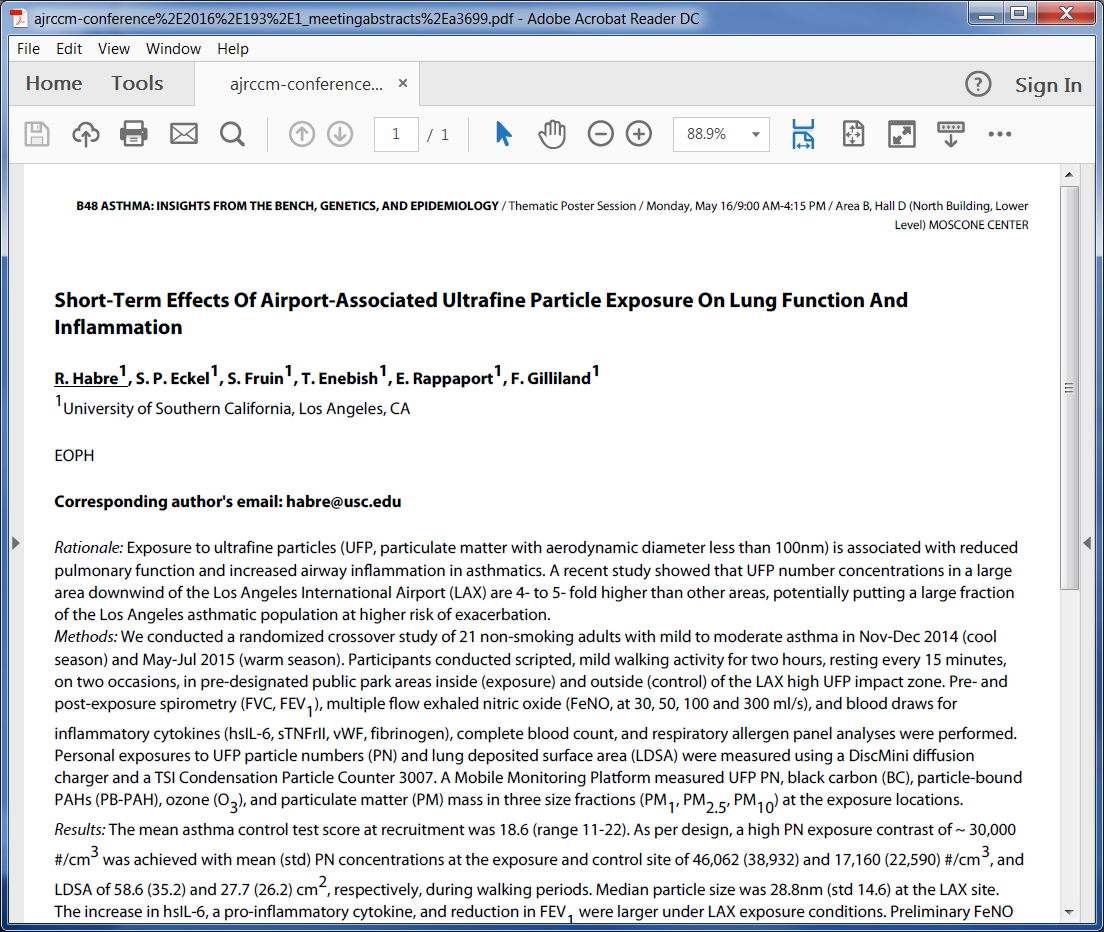 ajrccm-conference%2E2016%2E193%2E1_meetingabstracts%2Ea3699.pdf - Adobe Acrobat Reader DC
File Edit View Window Help
Home Tools ajrccm-conference... × ? Sign In
1 / 1 88.9%
B48 ASTHMA: INSIGHTS FROM THE BENCH, GENETICS, AND EPIDEMIOLOGY / Thematic Poster Session / Monday, May 16/9:00 AM-4:15 PM / Area B, Hall D (North Building, Lower
Level) MOSCONE CENTER
Short-Term Effects Of Airport-Associated Ultrafine Particle Exposure On Lung Function And
Inflammation
R. Habre1, S. P. Eckel1, S. Fruin1, T. Enebish1, E. Rappaport1, F. Gilliland1
1University of Southern California, Los Angeles, CA
EOPH
Corresponding author's email: habre@usc.edu
Rationale: Exposure to ultrafine particles (UFP, particulate matter with aerodynamic diameter less than 100nm) is associated with reduced
pulmonary function and increased airway inflammation in asthmatics. A recent study showed that UFP number concentrations in a large
area downwind of the Los Angeles International Airport (LAX) are 4- to 5- fold higher than other areas, potentially putting a large fraction
of the Los Angeles asthmatic population at higher risk of exacerbation.
Methods: We conducted a randomized crossover study of 21 non-smoking adults with mild to moderate asthma in Nov-Dec 2014 (cool
season) and May-Jul 2015 (warm season). Participants conducted scripted, mild walking activity for two hours, resting every 15 minutes,
on two occasions, in pre-designated public park areas inside (exposure) and outside (control) of the LAX high UFP impact zone. Pre- and
post-exposure spirometry (FVC, FEV1), multiple flow exhaled nitric oxide (FeNO, at 30, 50, 100 and 300 ml/s), and blood draws for
inflammatory cytokines (hsIL-6, sTNFrII, vWF, fibrinogen), complete blood count, and respiratory allergen panel analyses were performed.
Personal exposures to UFP particle numbers (PN) and lung deposited surface area (LDSA) were measured using a DiscMini diffusion
charger and a TSI Condensation Particle Counter 3007. A Mobile Monitoring Platform measured UFP PN, black carbon (BC), particle-bound
PAHs (PB-PAH), ozone (O3), and particulate matter (PM) mass in three size fractions (PM1, PM2.5, PM10) at the exposure locations.
Results: The mean asthma control test score at recruitment was 18.6 (range 11-22). As per design, a high PN exposure contrast of ~ 30,000
#/cm3 was achieved with mean (std) PN concentrations at the exposure and control site of 46,062 (38,932) and 17,160 (22,590) #/cm3, and
LDSA of 58.6 (35.2) and 27.7 (26.2) cm2, respectively, during walking periods. Median particle size was 28.8nm (std 14.6) at the LAX site.
The increase in hsIL-6, a pro-inflammatory cytokine, and reduction in FEV1 were larger under LAX exposure conditions. Preliminary FeNO